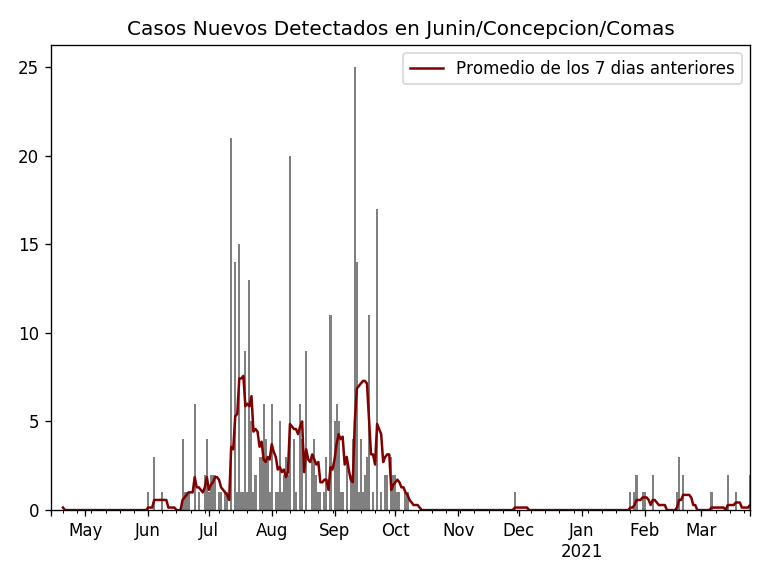 Casos Nuevos Detectados en Junin/Concepcion/Comas
Promedio de los 7 dias anteriores
25
20
15
10
5
0
May Jun Jul Aug Sep Oct Nov Dec Jan Feb Mar
2021